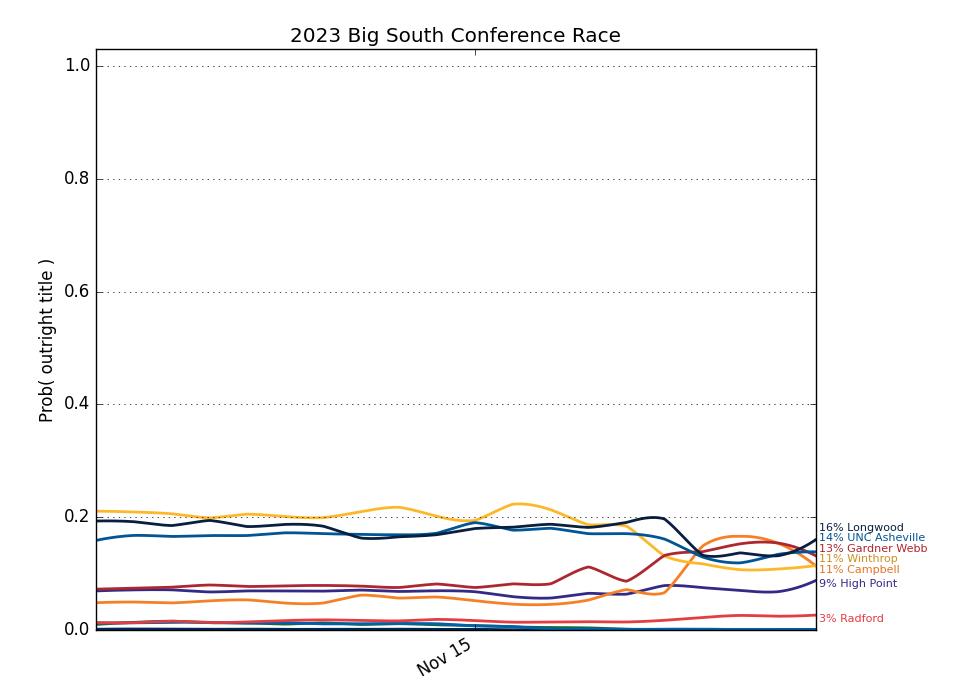 2023 Big South Conference Race
Prob( outright title )
1.0
0.8
0.6
0.4
0.2
0.0
Nov 15
16% Longwood
14% UNC Asheville
13% Gardner Webb
11% Winthrop
11% Campbell
9% High Point
3% Radford